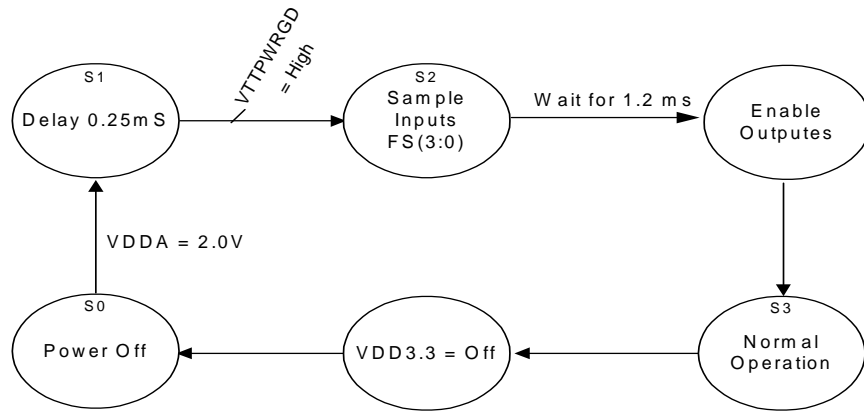 S1
Delay 0.25mS
VTTPWRGD
= High
S2
Sample
Inputs
FS(3:0)
Wait for 1.2 ms
Enable
Outputes
VDDA = 2.0V
S0
Power Off
VDD3.3 = Off
S3
Normal
Operation